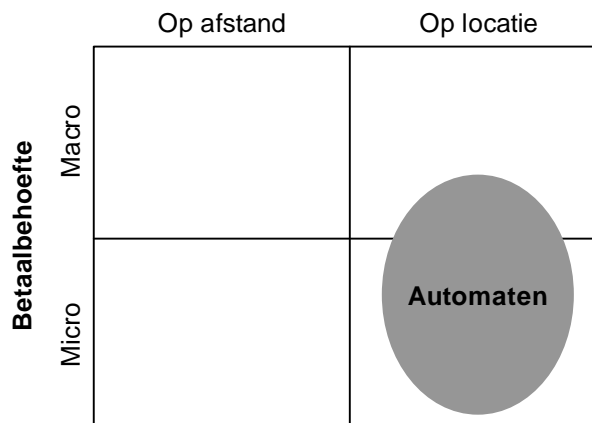 Op afstand
Op locatie
Betaalbehoefte
Macro
Automaten
Micro